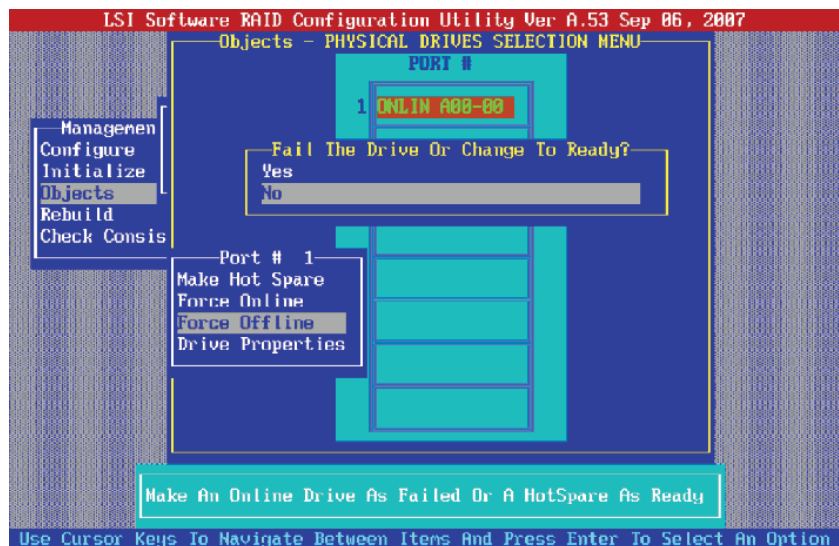 LSI Software RAID Configuration Utility Ver A.53 Sep 06, 2007
Objects - PHYSICAL DRIVES SELECTION MENU
PORT #
1 ONLIN A00-00
Managemen
Configure
Initialize
Objects
Rebuild
Check Consis
Fail The Drive Or Change To Ready?
Yes
No
Port # 1
Make Hot Spare
Force Online
Force Offline
Drive Properties
Make An Online Drive As Failed Or A HotSpare As Ready
Use Cursor Keys To Navigate Between Items And Press Enter To Select An Option